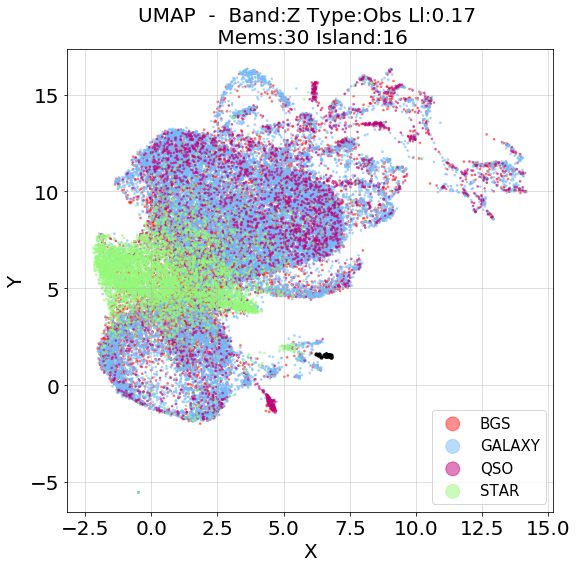 UMAP  -  Band:Z Type:Obs Ll:0.17
Mems:30 Island:16
Y
15
10
5
0
−5
−2.5 0.0 2.5 5.0 7.5 10.0 12.5 15.0
X
BGS
GALAXY
QSO
STAR